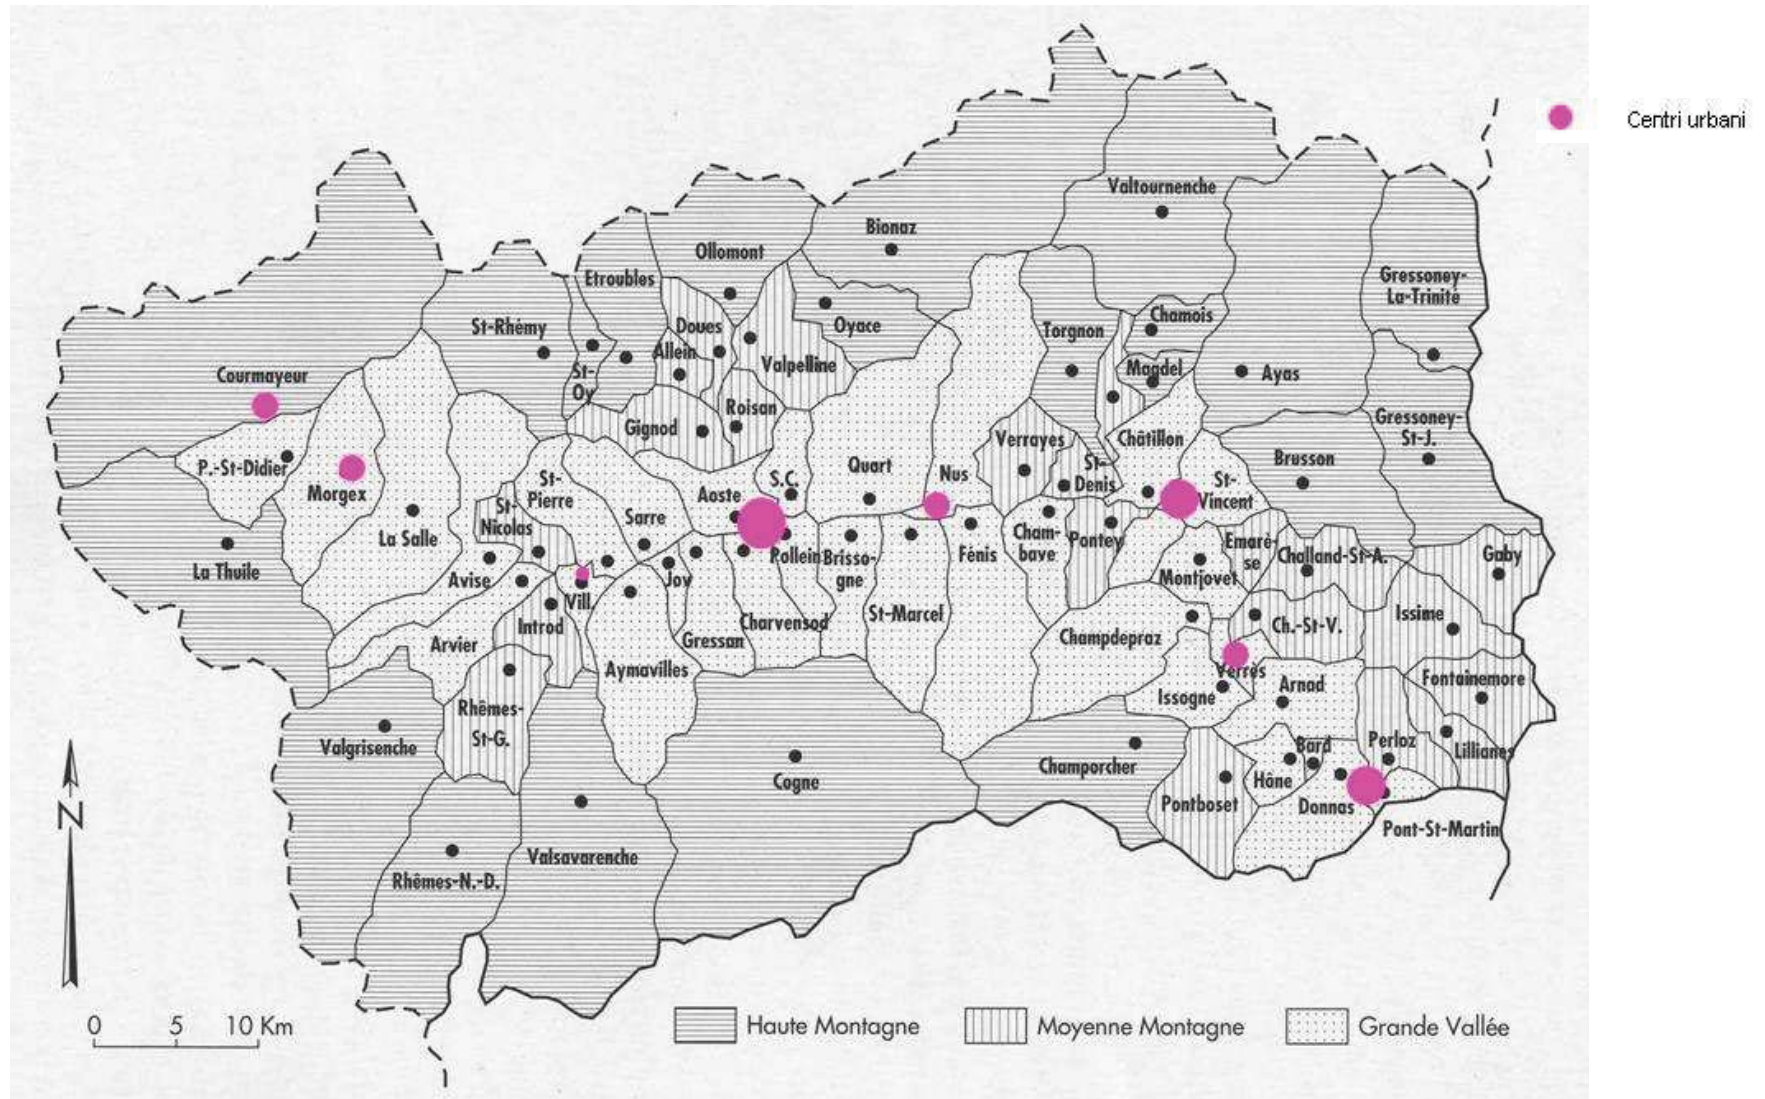 Centri urbani
Valtournenche
Bionaz
Ollomont
Etroubles
Gressoney-
La-Trinité
St-Rhémy
Doues
Oyace
Torgnon
Chamois
Allein
Valpelline
Magdel
Ayas
Courmayeur
St-
Oy
Roisan
Gressoney-
St-J.
Gignod
Verrayes
Châtillon
P.-St-Didier
Morgex
St-
Pierre
Aoste
S.C.
Quart
Nus
St-
Denis
St-
Vincent
Brusson
St-
Nicolas
Sarre
La Salle
La Thuile
Avise
Jov
Pollein
Brisso-
gne
Fénis
Cham-
bave
Pontey
Emarè-
se
Challand-St-A.
Gaby
Montjovet
Vill.
Introd
Arvier
Gressan
Charvensod
St-Marcel
Champdepraz
Ch.-St-V.
Issime
Aymavilles
Verrès
Issogne
Arnad
Fontainemore
Rhêmes-
St-G.
Valgrisenche
Cogne
Champorcher
Bard
Perloz
Lillianes
Hâne
Pontboset
Donnas
Pont-St-Martin
N
Valsavarenche
Rhêmes-N.-D.
0 5 10 Km
Haute Montagne
Moyenne Montagne
Grande Vallée